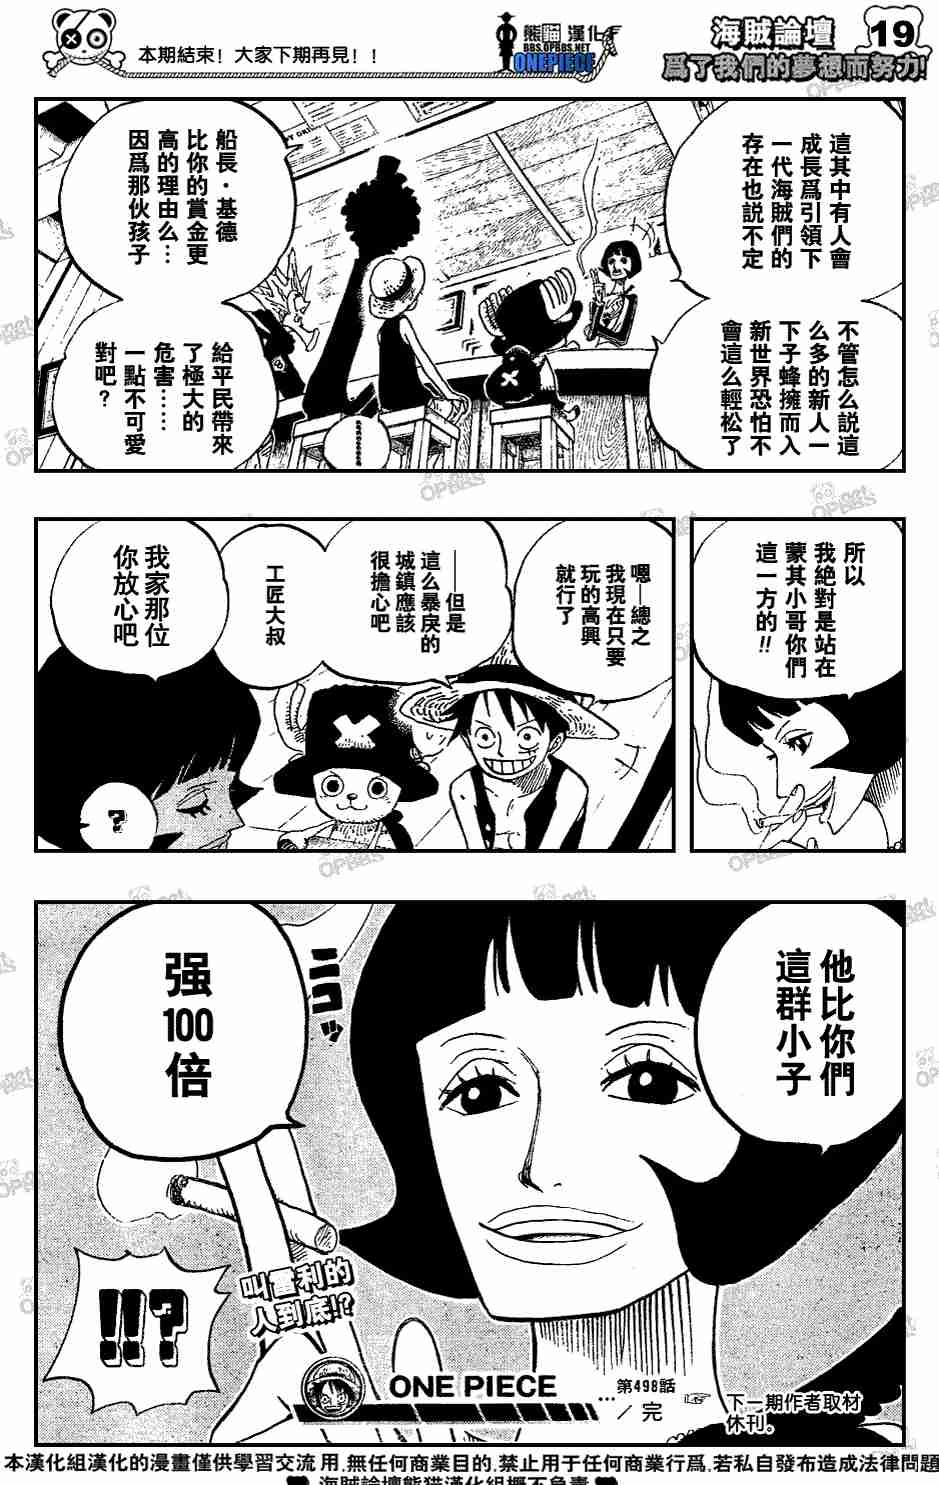 本期結束！大家下期再見！！
熊貓 漢化
BBS.OPBBS.NET
ONEPIECE
海賊論壇
19
爲了我們的夢想而努力!
這其中有人會
成長爲引領下
一代海賊們的
存在也説不定
不管怎么説這
么多的新人一
下子蜂擁而入
新世界恐怕不
會這么輕松了
船長·基德
比你的賞金更
高的理由么…
因爲那伙孩子
給平民帶來
了極大的
危害……
一點不可愛
對吧?
所以
我絶對是站在
蒙其小哥你們
這一方的!!
嗯—總之
我現在只要
玩的高興
就行了
——但是
這么暴戾的
城鎮應該
很擔心吧
工匠大叔
我家那位
你放心吧
?
他比你們
這群小子
强
100
倍
ニコッ
!!?
叫雷利的
人到底!?
ONE PIECE
…第498話
／完
下一期作者取材
休刊。
本漢化組漢化的漫畫僅供學習交流用,無任何商業目的,禁止用于任何商業行爲,若私自發布造成法律問題
海賊論壇熊猫漢化組概不負責